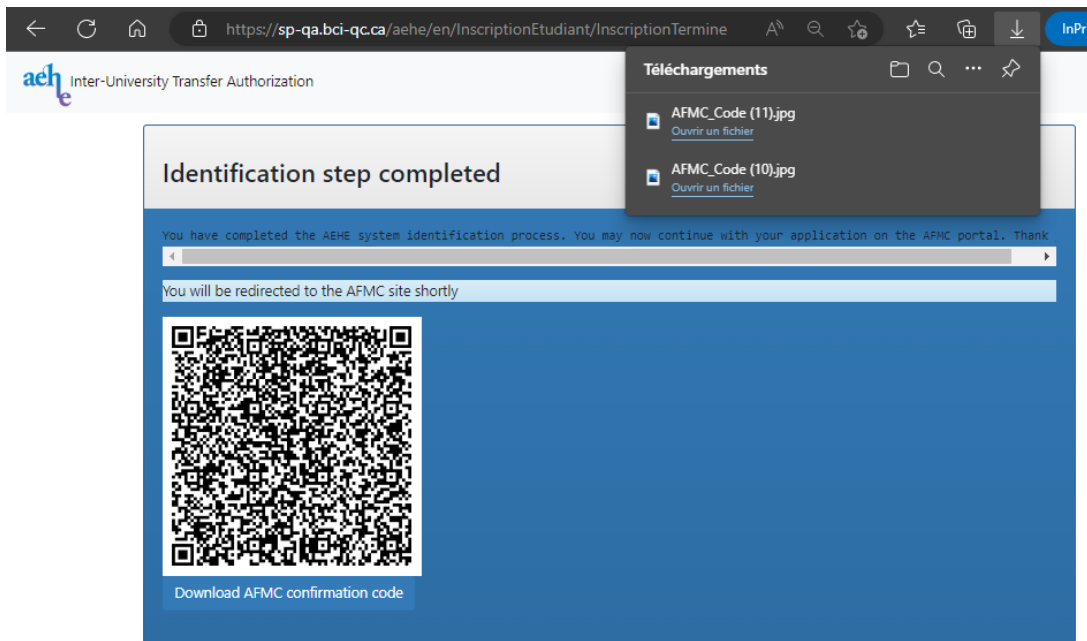 https://sp-qa.bci-qc.ca/aehe/en/InscriptionEtudiant/InscriptionTermine
InPr
aehe Inter-University Transfer Authorization
Téléchargements
AFMC_Code (11).jpg
Ouvrir un fichier
AFMC_Code (10).jpg
Ouvrir un fichier
Identification step completed
You have completed the AEHE system identification process. You may now continue with your application on the AFMC portal. Thank
You will be redirected to the AFMC site shortly
Download AFMC confirmation code